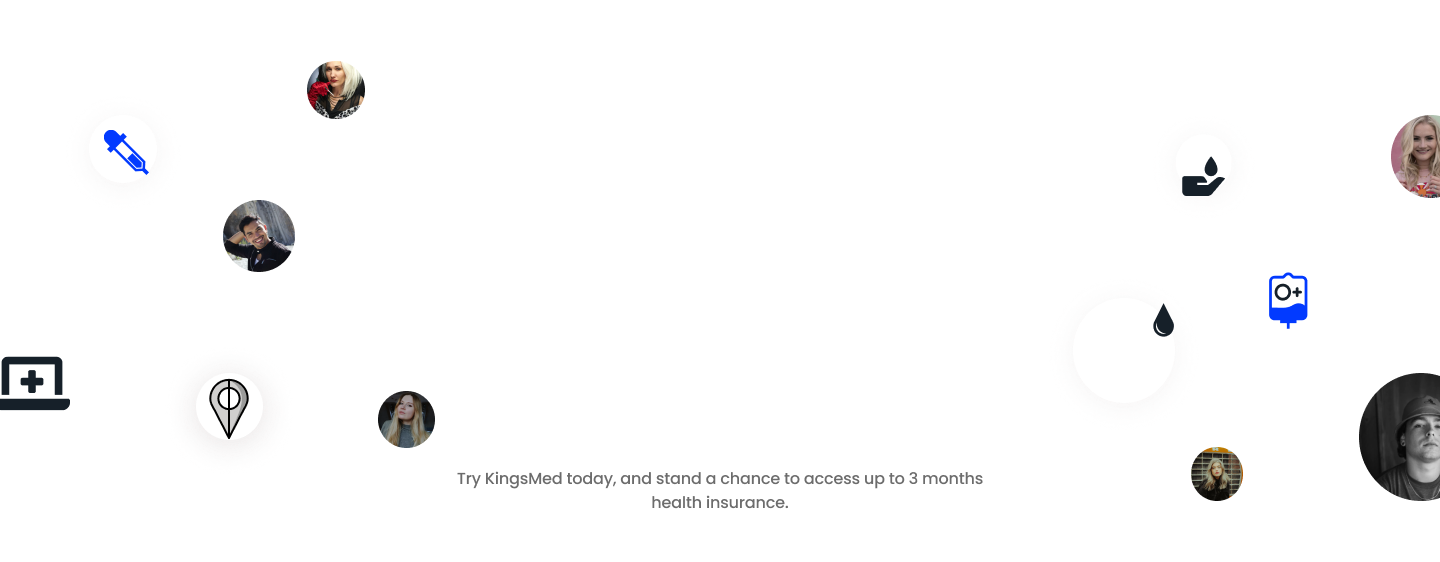 O+
Try KingsMed today, and stand a chance to access up to 3 months
health insurance.